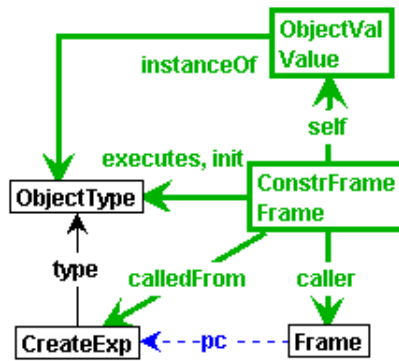 ObjectVal
Value
instanceOf
self
executes, init
ObjectType
ConstrFrame
Frame
type
calledFrom
caller
CreateExp
pc
Frame